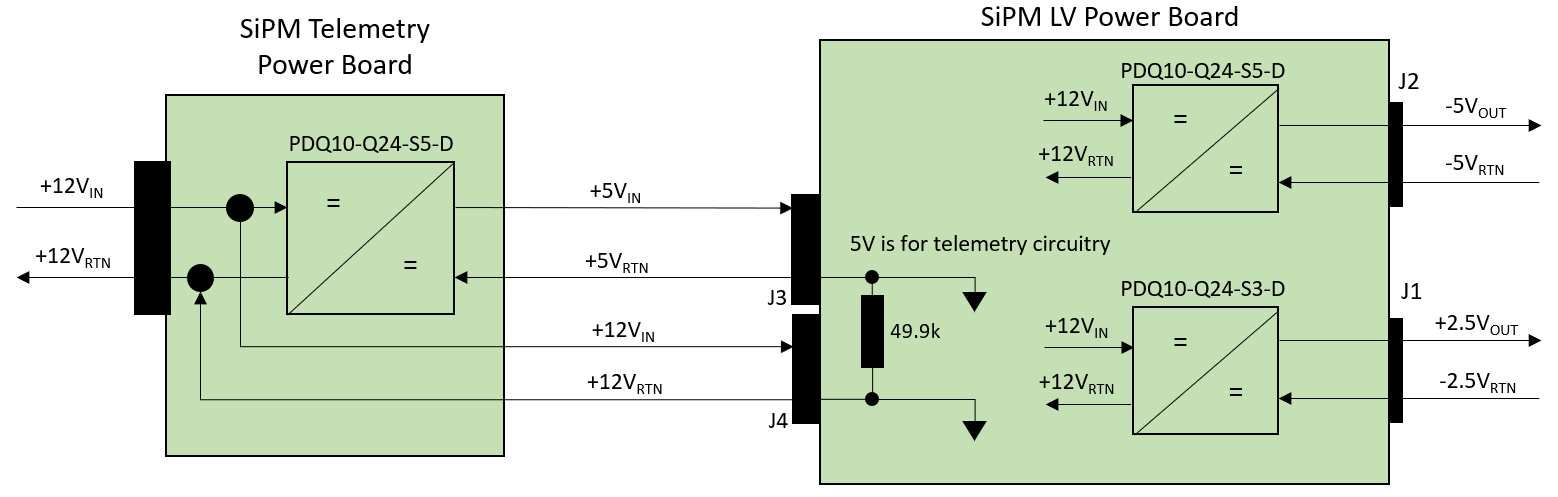 SiPM Telemetry
Power Board
SiPM LV Power Board
PDQ10-Q24-S5-D
+12VIN
+12VRTN
=
=
+5VIN
+5VRTN
+12VIN
+12VRTN
J3
J4
5V is for telemetry circuitry
49.9k
PDQ10-Q24-S5-D
+12VIN
+12VRTN
=
=
J2
-5VOUT
-5VRTN
PDQ10-Q24-S3-D
+12VIN
+12VRTN
=
=
J1
+2.5VOUT
-2.5VRTN